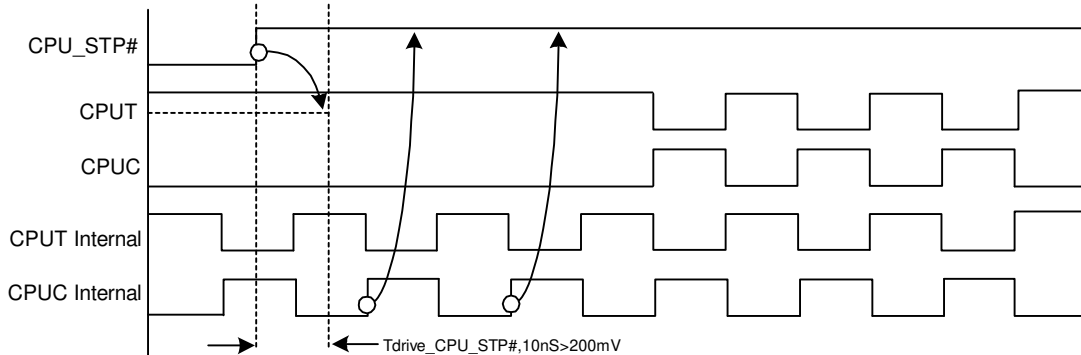 CPU_STP#
CPUT
CPUC
CPUT Internal
CPUC Internal
Tdrive_CPU_STP#,10nS>200mV